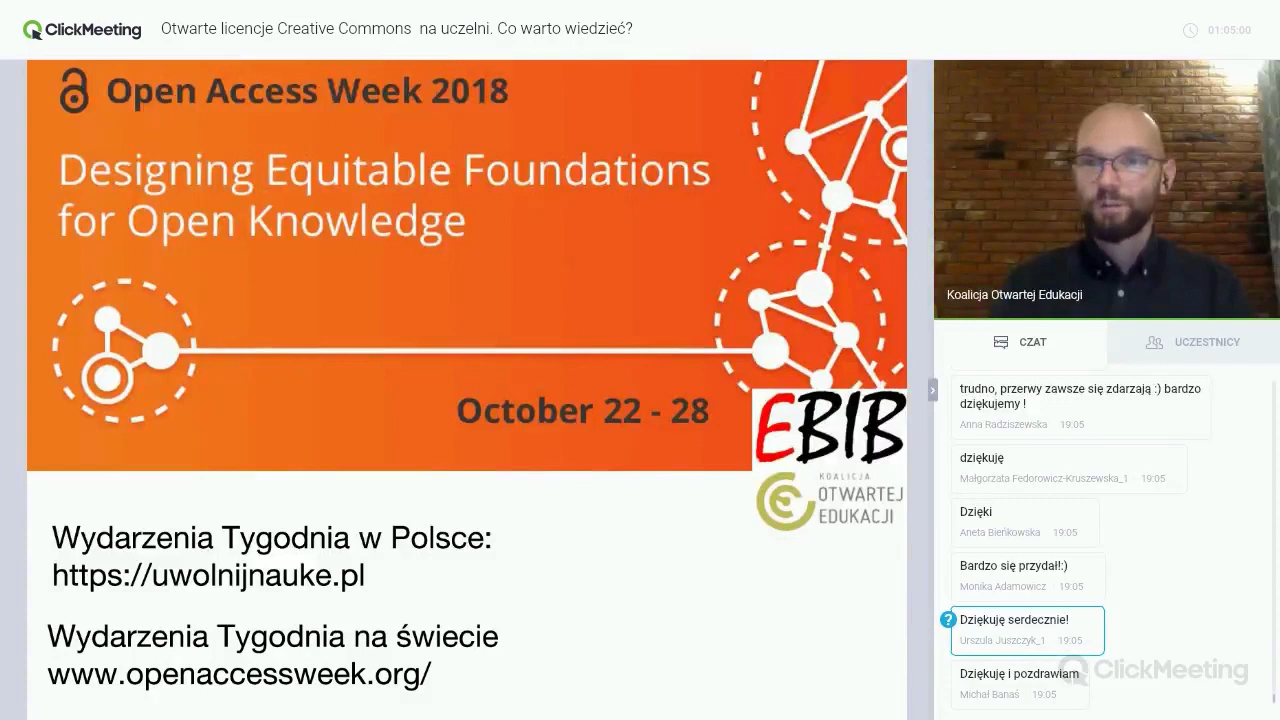 ClickMeeting
Otwarte licencje Creative Commons na uczelni. Co warto wiedzieć?
01:05:00
Open Access Week 2018
Designing Equitable Foundations
for Open Knowledge
October 22 - 28
EBIB
KOALICJA
OTWARTEJ
EDUKACJI
Wydarzenia Tygodnia w Polsce:
https://uwolnijnauke.pl
Wydarzenia Tygodnia na świecie
www.openaccessweek.org/
Koalicja Otwartej Edukacji
CZAT
UCZESTNICY
trudno, przerwy zawsze się zdarzają :) bardzo
dziękujemy !
Anna Radziszewska 19:05
dziękuję
Małgorzata Fedorowicz-Kruszewska_1 19:05
Dzięki
Aneta Bieńkowska 19:05
Bardzo się przydał!:)
Monika Adamowicz 19:05
?
Dziękuję serdecznie!
Urszula Juszczyk_1 19:05
Dziękuję i pozdrawiam
Michał Banaś 19:05
ClickMeeting